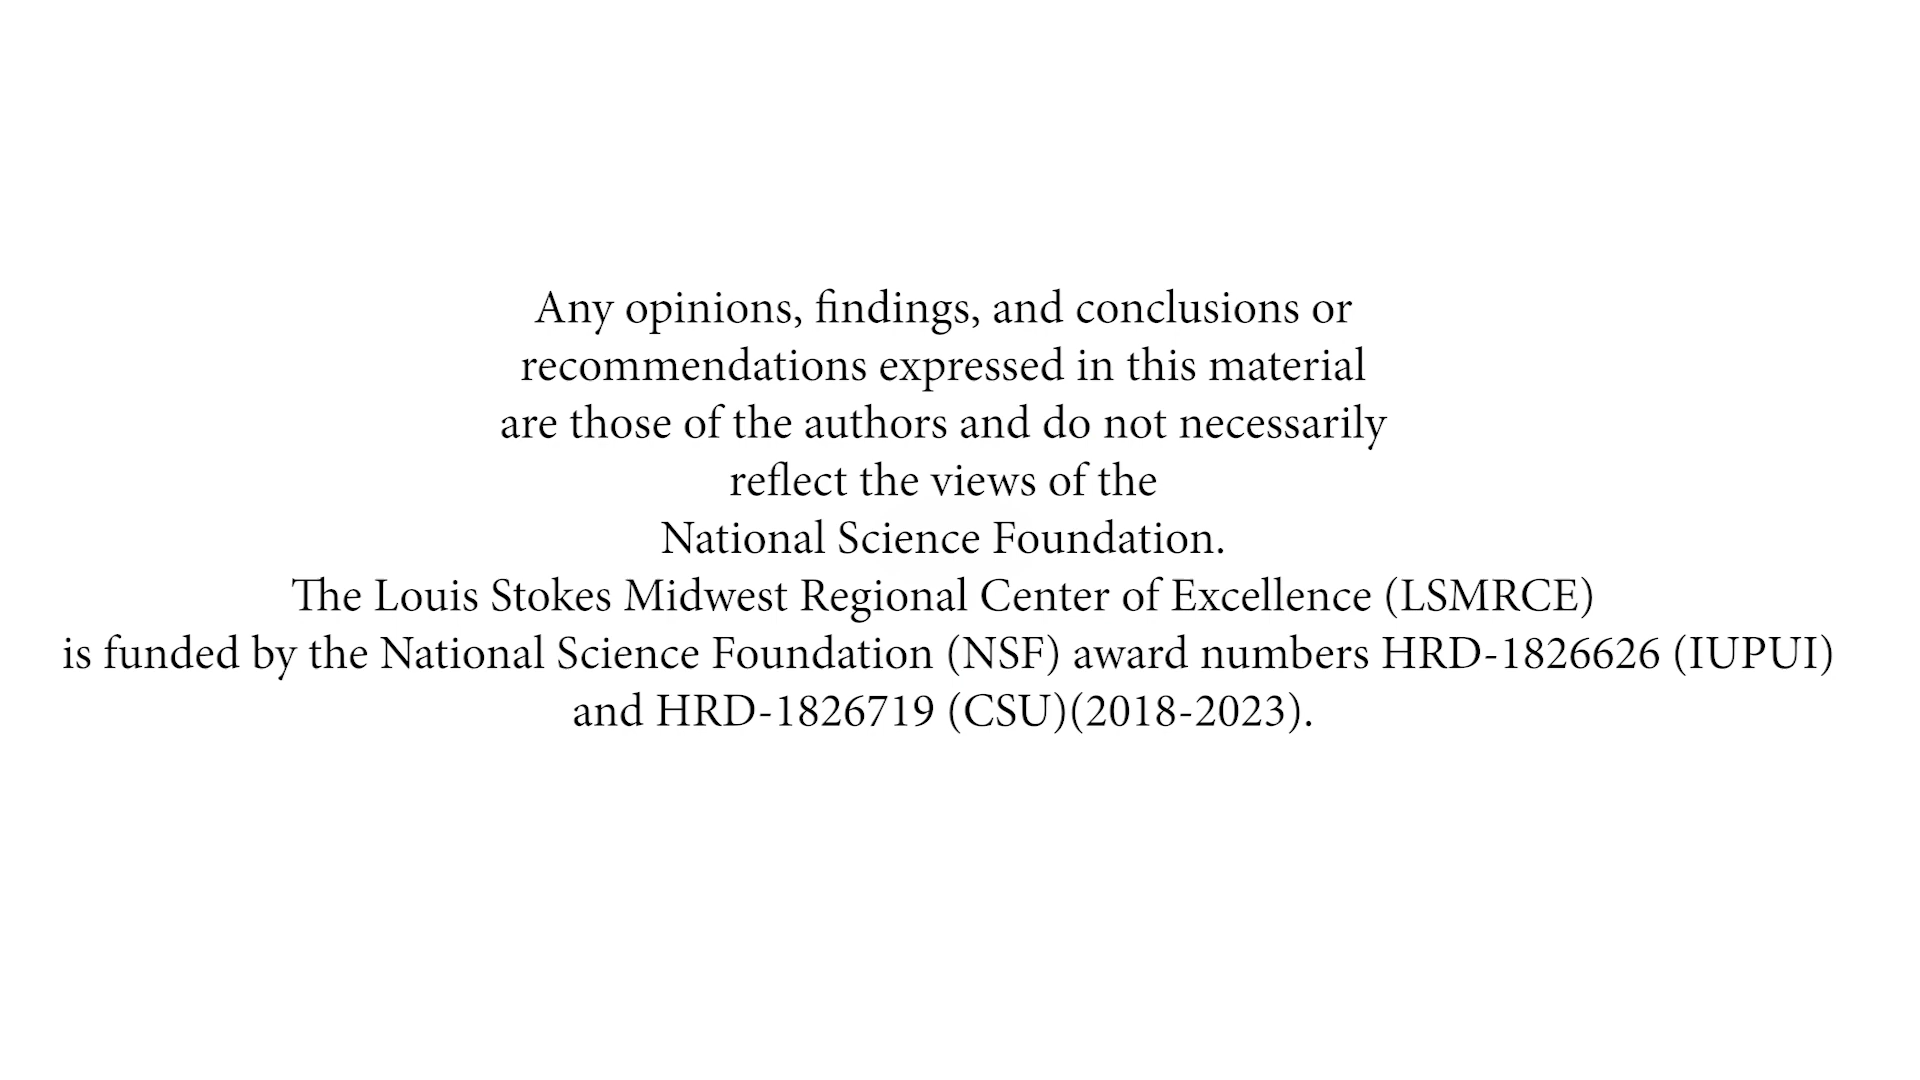 Any opinions, findings, and conclusions or
recommendations expressed in this material
are those of the authors and do not necessarily
reflect the views of the
National Science Foundation.
The Louis Stokes Midwest Regional Center of Excellence (LSMRCE)
is funded by the National Science Foundation (NSF) award numbers HRD-1826626 (IUPUI)
and HRD-1826719 (CSU)(2018-2023).